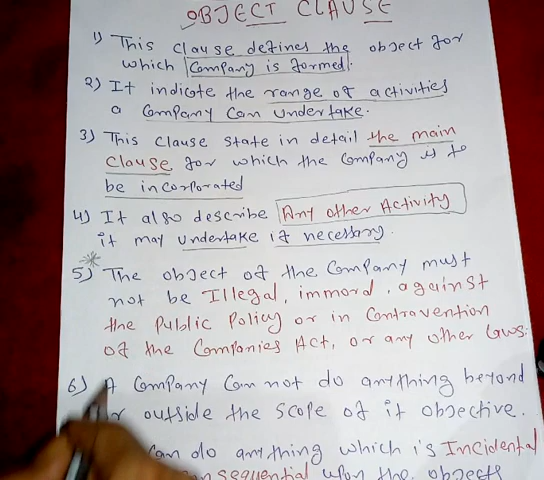 OBJECT CLAUSE
1) This clause defines the object for
which Company is formed.
2) It indicate the range of activities
a Company Can undertake.
3) This clause state in detail the main
clause for which the Company is to
be incorporated
4) It also describe Any other Activity
it may undertake if necessary.
5) The object of the Company must
not be Illegal, immoral, against
the Public Policy or in Contravention
of the Companies Act, or any other laws.
6) A Company Can not do anything beyond
outside the scope of it objective.
Can do anything which is Incidental
upon the objects